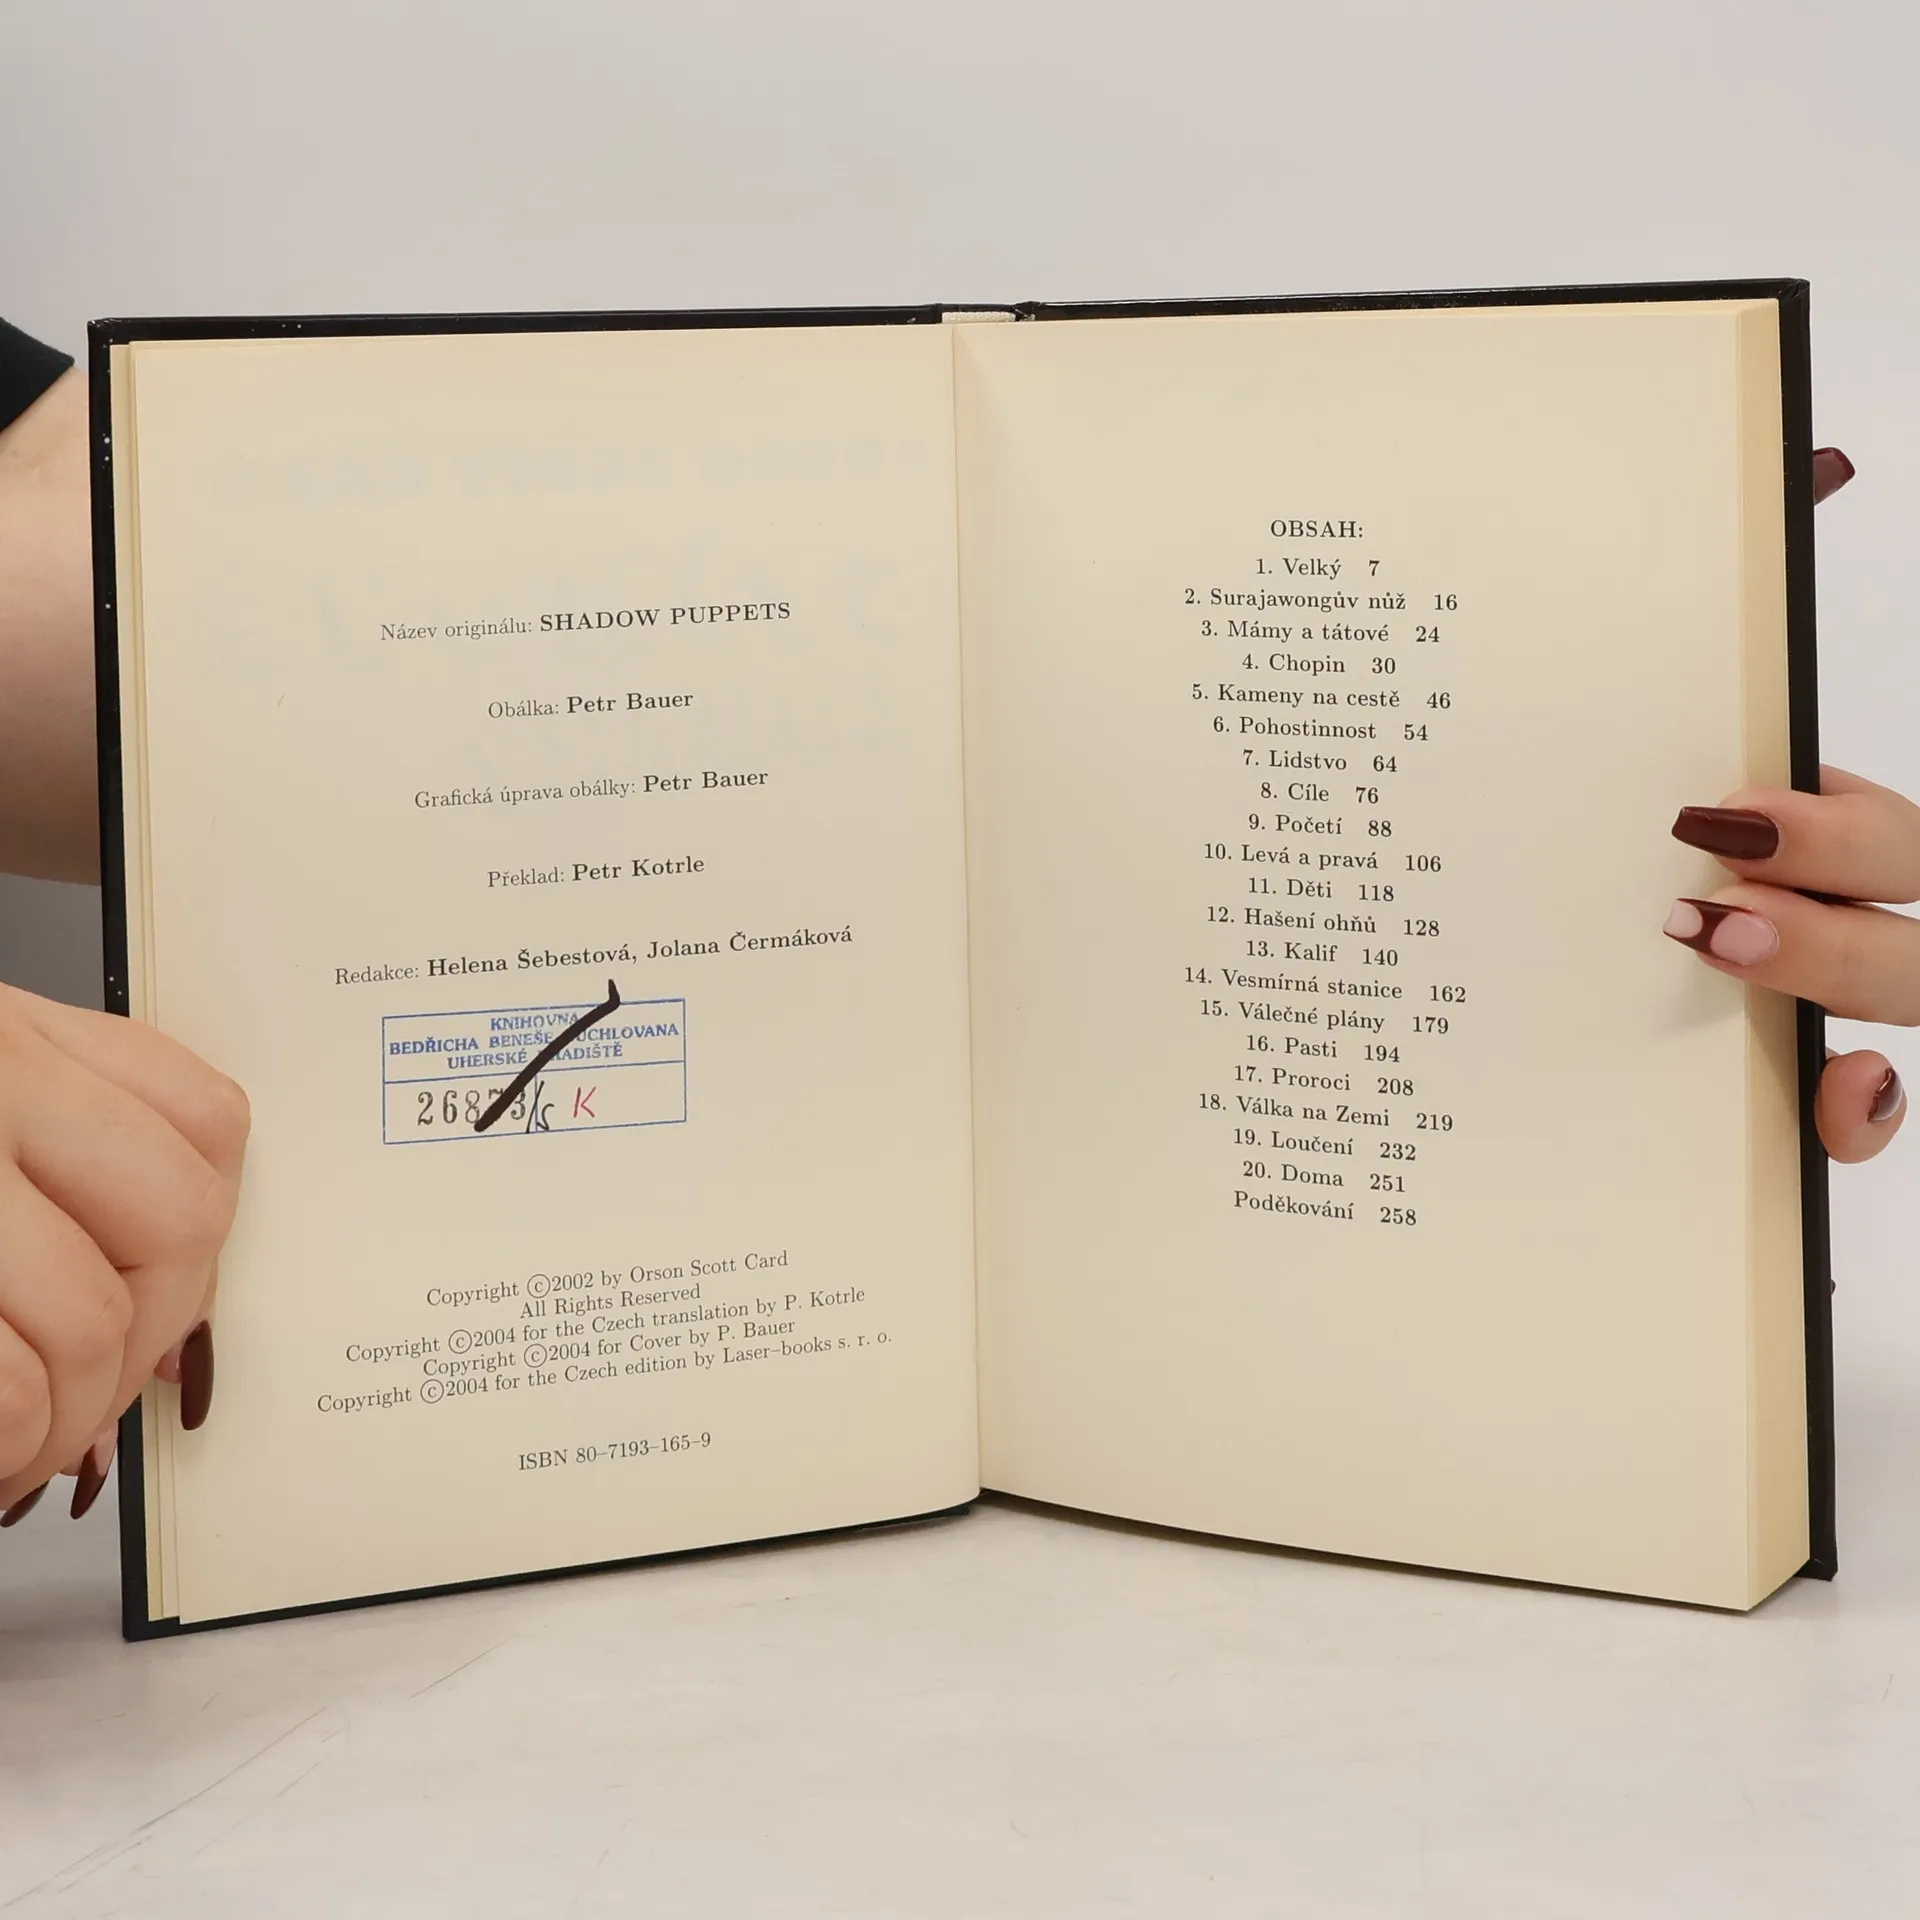 Název originálu: SHADOW PUPPETS
Obálka: Petr Bauer
Grafická úprava obálky: Petr Bauer
Překlad: Petr Kotrle
Redakce: Helena Šebestová, Jolana Čermáková
KNIHOVNA
BEDŘICHA BENEŠE BUCHLOVANA
UHERSKÉ HRADIŠTĚ
K
Copyright ©2002 by Orson Scott Card
All Rights Reserved
Copyright ©2004 for the Czech translation by P. Kotrle
Copyright ©2004 for Cover by P. Bauer
Copyright ©2004 for the Czech edition by Laser–books s. r. o.
ISBN 80–7193–165–9
OBSAH:
1. Velký 7
2. Surajawongův nůž 16
3. Mámy a tátové 24
4. Chopin 30
5. Kameny na cestě 46
6. Pohostinnost 54
7. Lidstvo 64
8. Cíle 76
9. Početí 88
10. Levá a pravá 106
11. Děti 118
12. Hašení ohňů 128
13. Kalif 140
14. Vesmírná stanice 162
15. Válečné plány 179
16. Pasti 194
17. Proroci 208
18. Válka na Zemi 219
19. Loučení 232
20. Doma 251
Poděkování 258